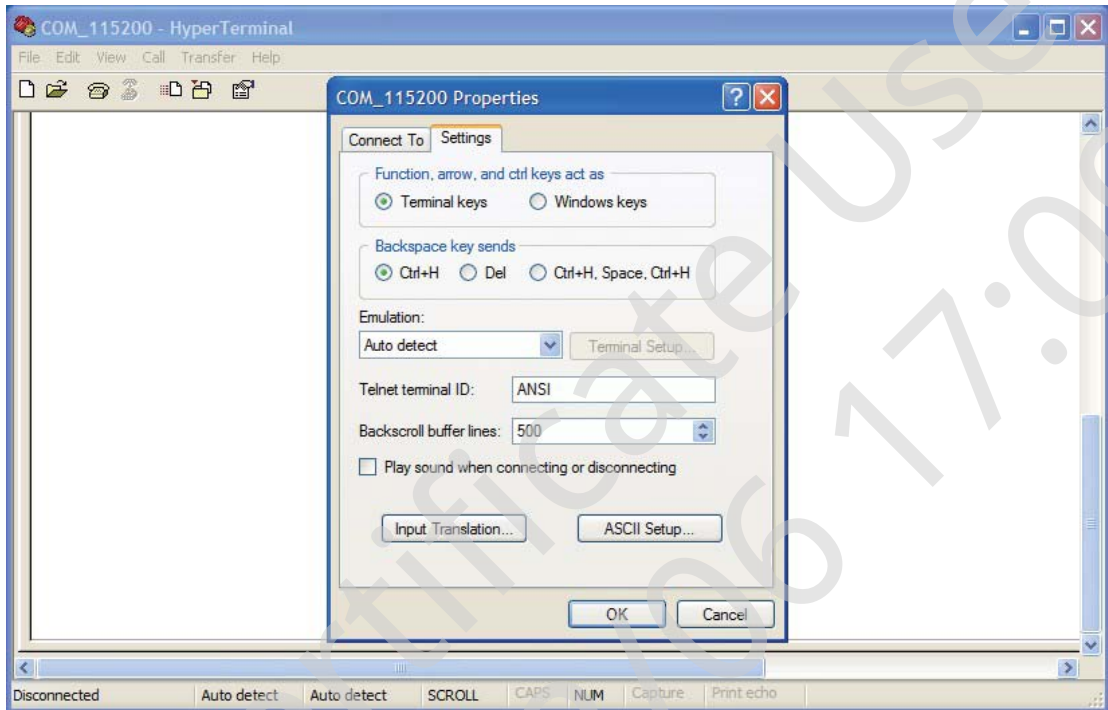 COM_115200 - HyperTerminal
File Edit View Call Transfer Help
COM_115200 Properties
Connect To Settings
Function, arrow, and ctrl keys act as
Terminal keys Windows keys
Backspace key sends
Ctrl+H Del Ctrl+H, Space, Ctrl+H
Emulation:
Auto detect Terminal Setup...
Telnet terminal ID: ANSI
Backscroll buffer lines: 500
Play sound when connecting or disconnecting
Input Translation... ASCII Setup...
OK Cancel
Disconnected Auto detect Auto detect SCROLL CAPS NUM Capture Print echo